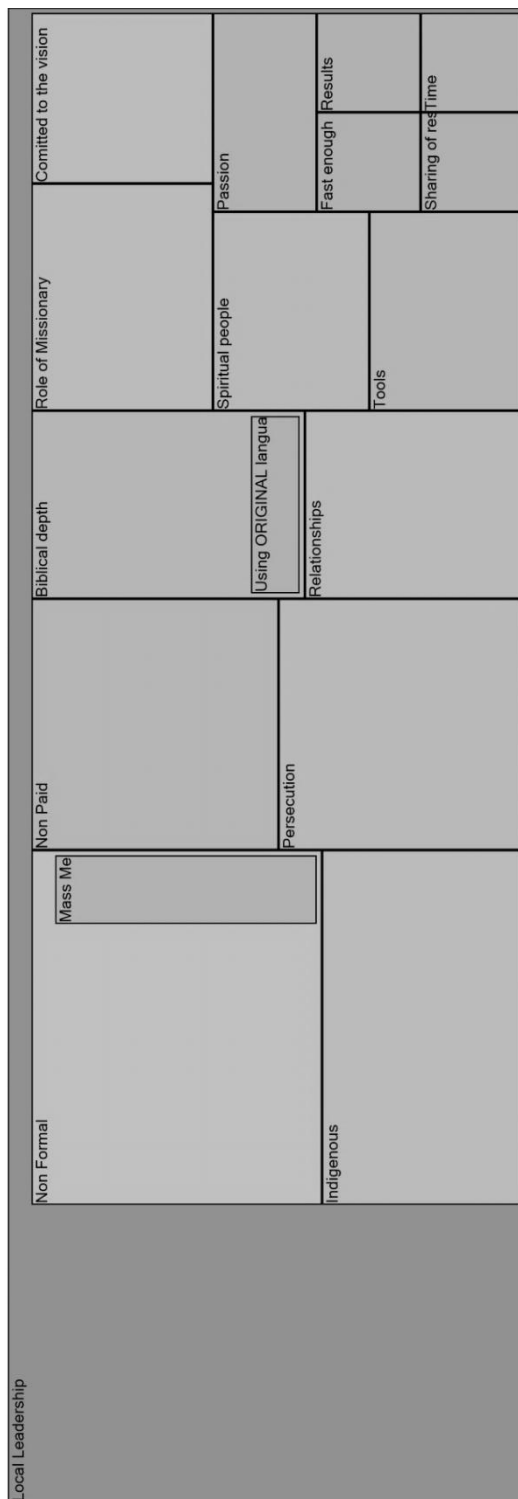 Local Leadership
Non Formal
Mass Me
Indigenous
Non Paid
Persecution
Biblical depth
Using ORIGINAL langua
Relationships
Role of Missionary
Spiritual people
Tools
Comitted to the vision
Passion
Fast enough
Results
Sharing of res
Time